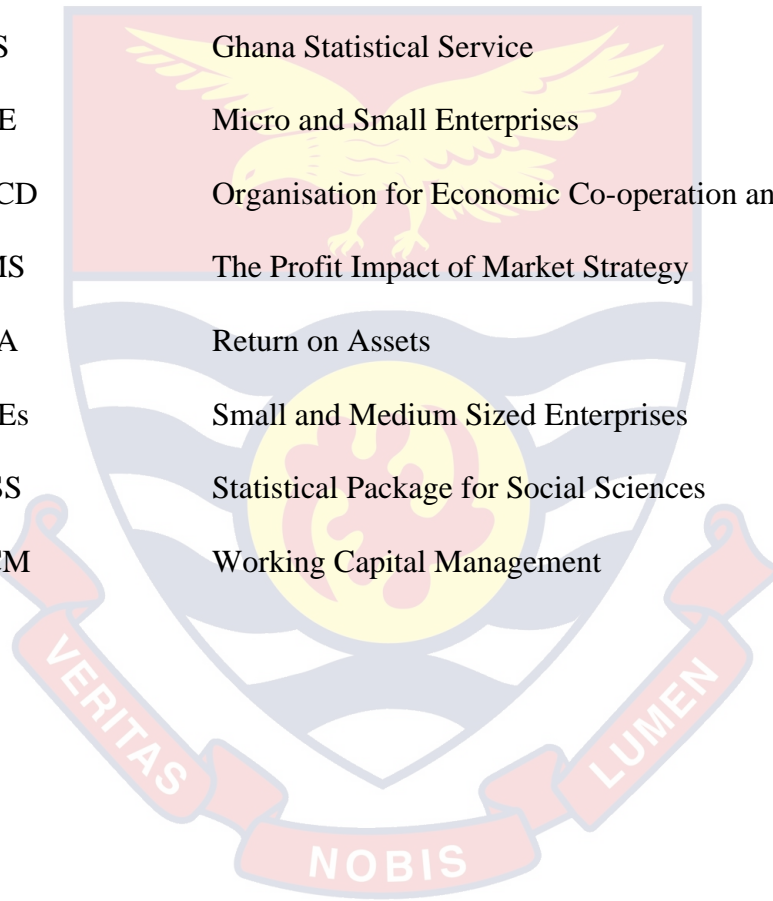 S Ghana Statistical Service
E Micro and Small Enterprises
CD Organisation for Economic Co-operation an
MS The Profit Impact of Market Strategy
A Return on Assets
Es Small and Medium Sized Enterprises
SS Statistical Package for Social Sciences
CM Working Capital Management
VERITAS
NOBIS
LUMEN